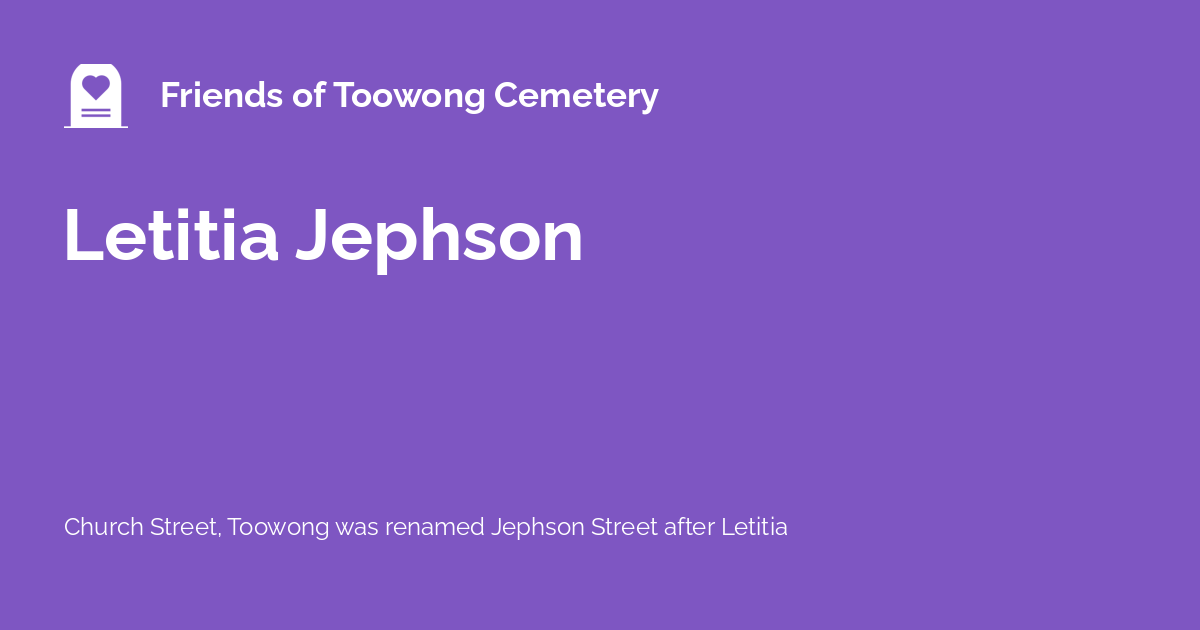 Friends of Toowong Cemetery
Letitia Jephson
Church Street, Toowong was renamed Jephson Street after Letitia